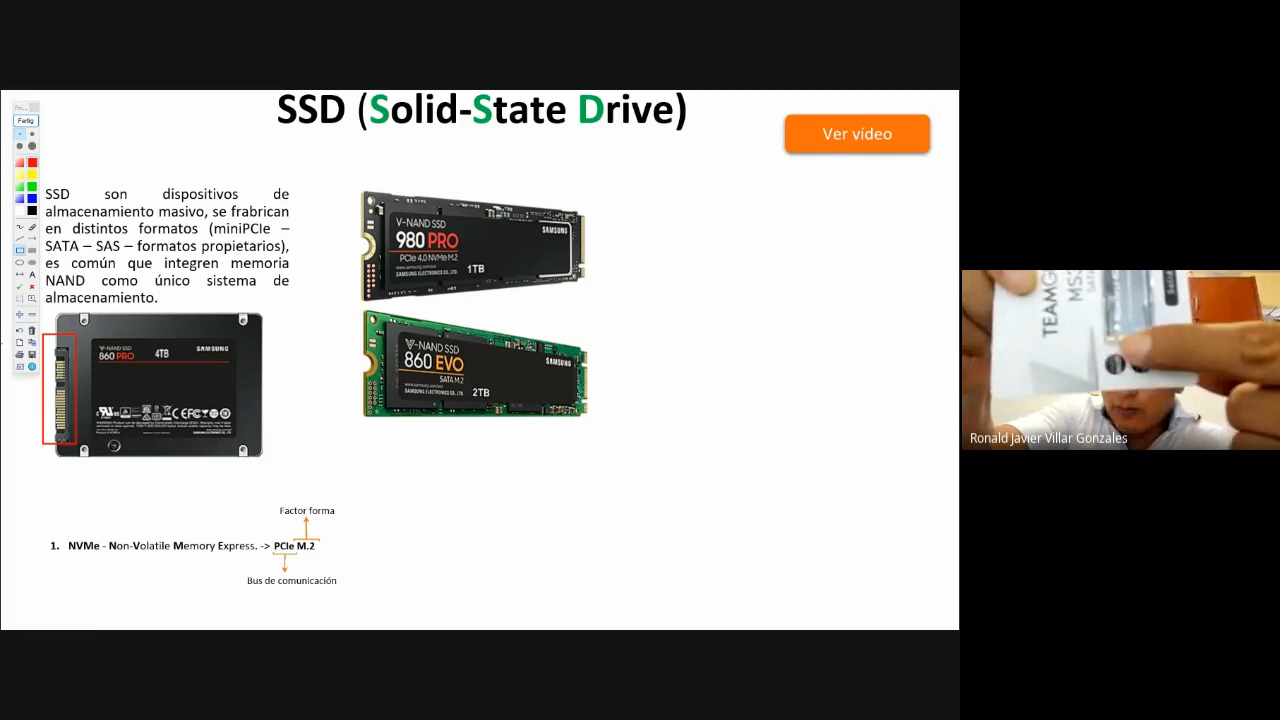 SSD (Solid-State Drive)
Ver vídeo
Fertig
SSD son dispositivos de
almacenamiento masivo, se frabrican
en distintos formatos (miniPCIe –
SATA – SAS – formatos propietarios),
es común que integren memoria
NAND como único sistema de
almacenamiento.
V-NAND SSD
980 PRO
PCIe 4.0 NVMe M.2
SAMSUNG
SAMSUNG ELECTRONICS CO., LTD.
1TB
V-NAND SSD
860 EVO
SATA M.2
SAMSUNG
SAMSUNG ELECTRONICS CO., LTD.
2TB
V-NAND SSD
860 PRO
4TB
SAMSUNG
Factor forma
1. NVMe - Non-Volatile Memory Express. -> PCIe M.2
Bus de comunicación
TEAMG
Ronald Javier Villar Gonzales